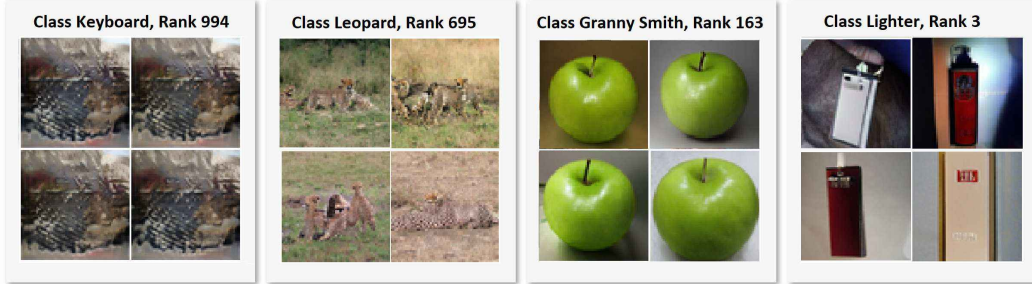 Class Keyboard, Rank 994
Class Leopard, Rank 695
Class Granny Smith, Rank 163
Class Lighter, Rank 3